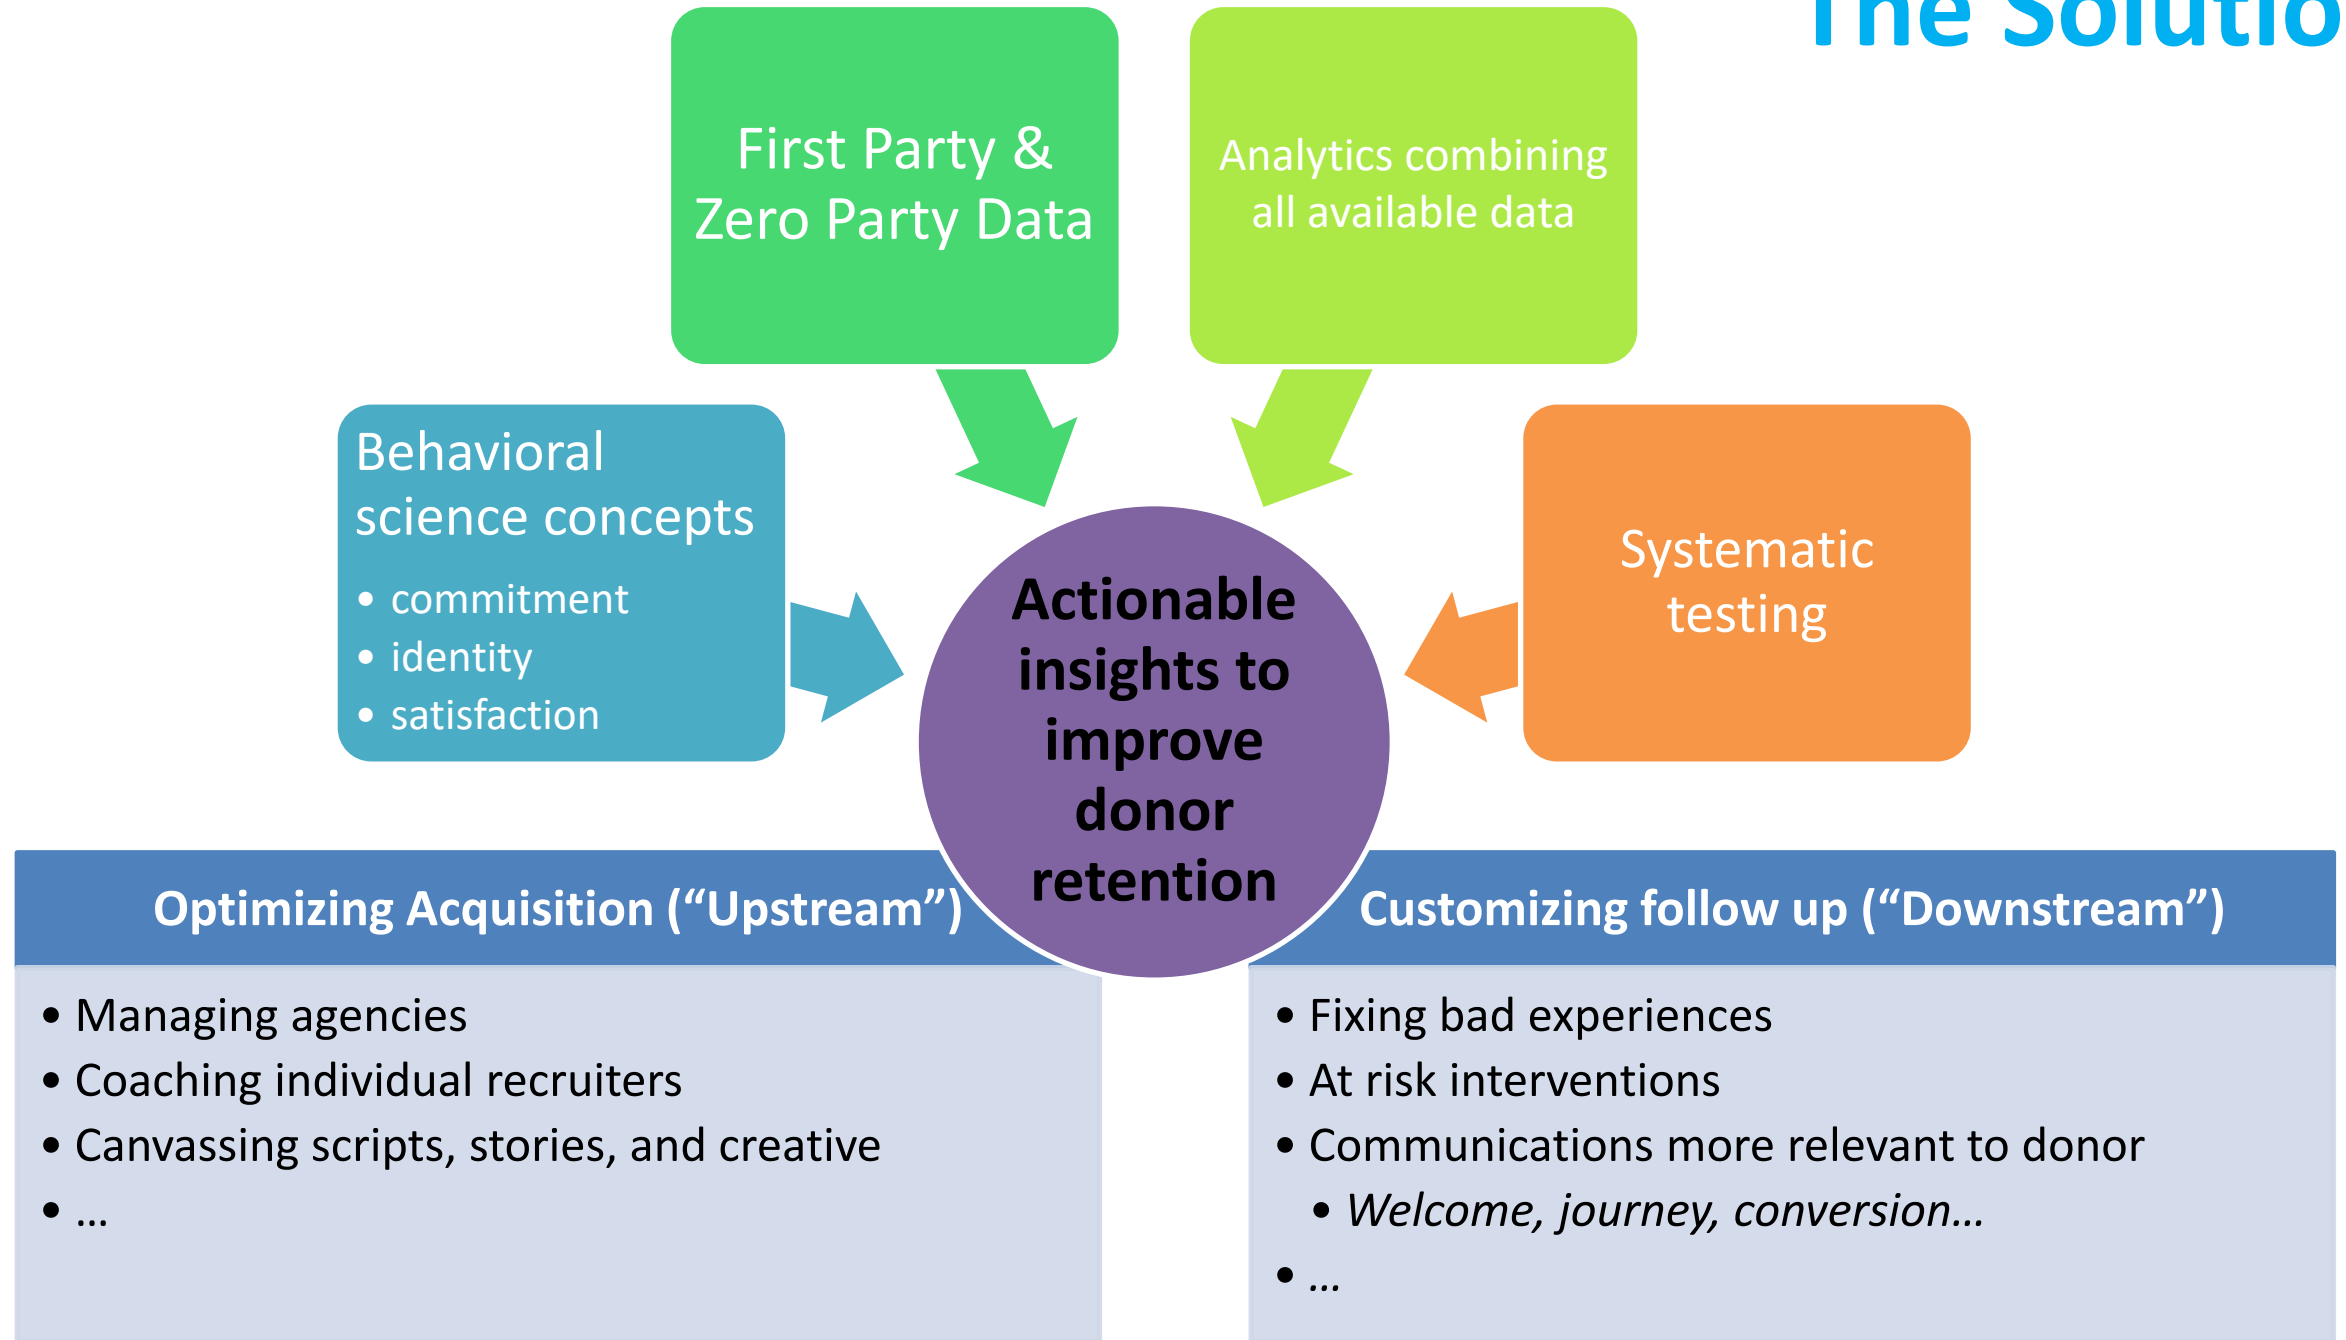 The Solutio
First Party &
Zero Party Data
Analytics combining
all available data
Behavioral
science concepts
• commitment
• identity
• satisfaction
Systematic
testing
Actionable
insights to
improve
donor
retention
Optimizing Acquisition (“Upstream”)
• Managing agencies
• Coaching individual recruiters
• Canvassing scripts, stories, and creative
• …
Customizing follow up (“Downstream”)
• Fixing bad experiences
• At risk interventions
• Communications more relevant to donor
• Welcome, journey, conversion…
• …